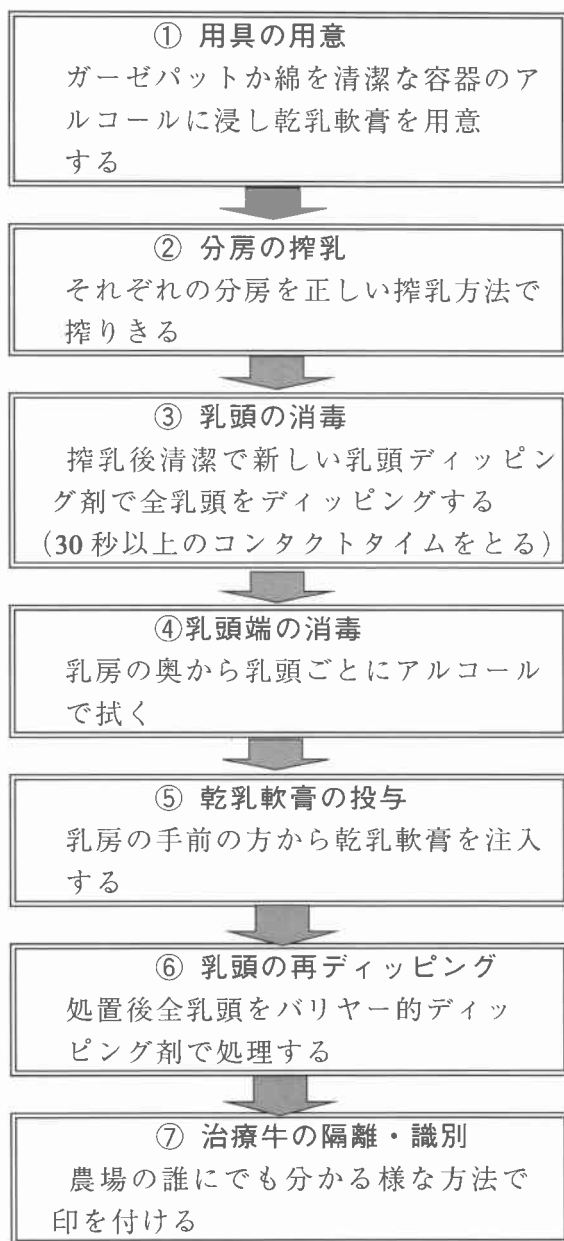 ① 用具の用意
ガーゼパットか綿を清潔な容器のア
ルコールに浸し乾乳軟膏を用意
する
② 分房の搾乳
それぞれの分房を正しい搾乳方法で
搾りきる
③ 乳頭の消毒
搾乳後清潔で新しい乳頭ディッピン
グ剤で全乳頭をディッピングする
(30秒以上のコンタクトタイムをとる)
④乳頭端の消毒
乳房の奥から乳頭ごとにアルコール
で拭く
⑤ 乾乳軟膏の投与
乳房の手前の方から乾乳軟膏を注入
する
⑥ 乳頭の再ディッピング
処置後全乳頭をバリヤー的ディッ
ピング剤で処理する
⑦ 治療牛の隔離・識別
農場の誰にでも分かる様な方法で
印を付ける